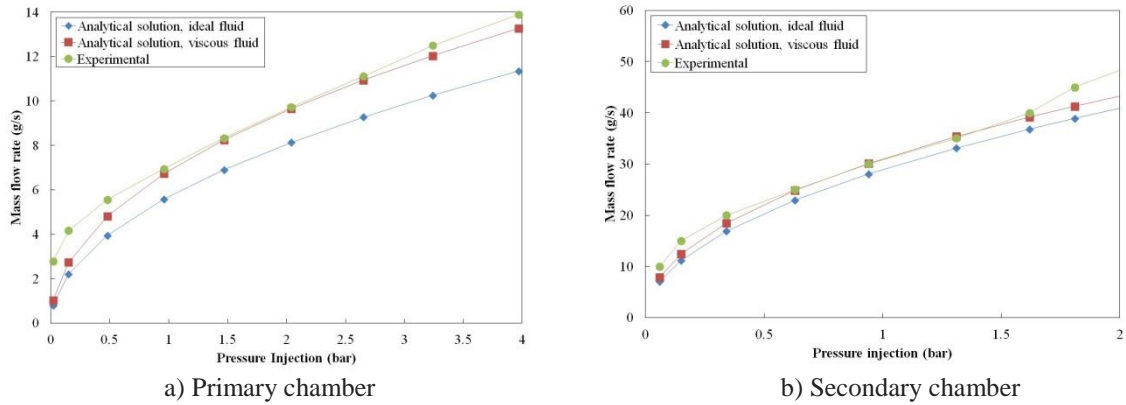 14
12
10
8
6
4
2
0
Mass flow rate (g/s)
Analytical solution, ideal fluid
Analytical solution, viscous fluid
Experimental
0 0.5 1 1.5 2 2.5 3 3.5 4
Pressure Injection (bar)
a) Primary chamber
60
50
40
30
20
10
0
Mass flow rate (g/s)
Analytical solution, ideal fluid
Analytical solution, viscous fluid
Experimental
0 0.5 1 1.5 2
Pressure injection (bar)
b) Secondary chamber